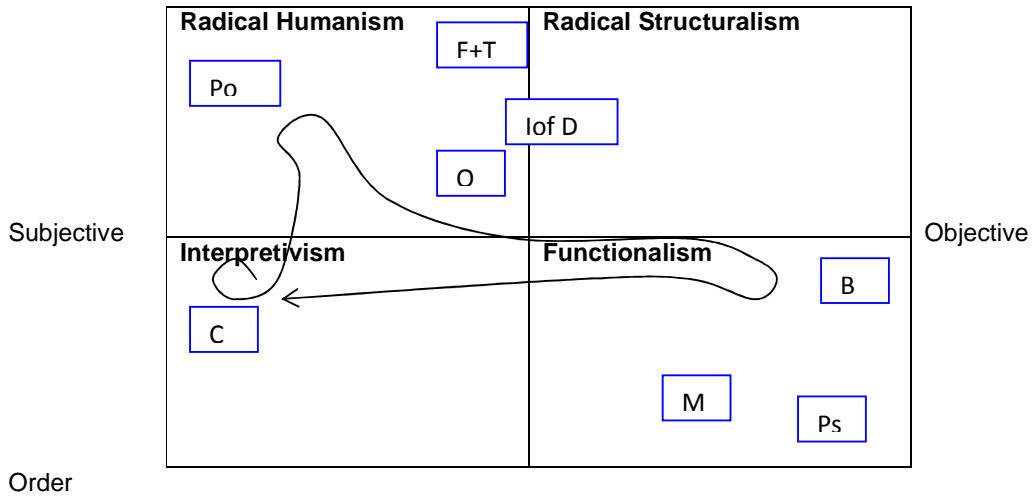 Radical Humanism
Radical Structuralism
F+T
Po
Iof D
O
Subjective
Objective
Interpretivism
Functionalism
B
C
M
Ps
Order